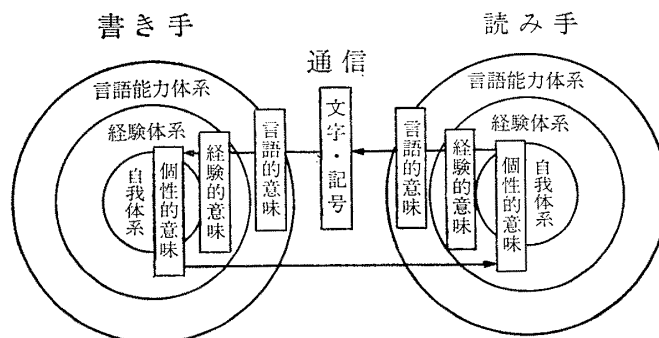 書き手
通信
読み手
言語能力体系
経験体系
自我体系
個性的意味
経験的意味
言語的意味
文字・記号
言語能力体系
経験体系
自我体系
言語的意味
経験的意味
個性的意味